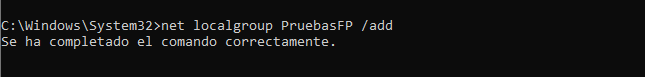 C:\Windows\System32>net localgroup PruebasFP /add
Se ha completado el comando correctamente.